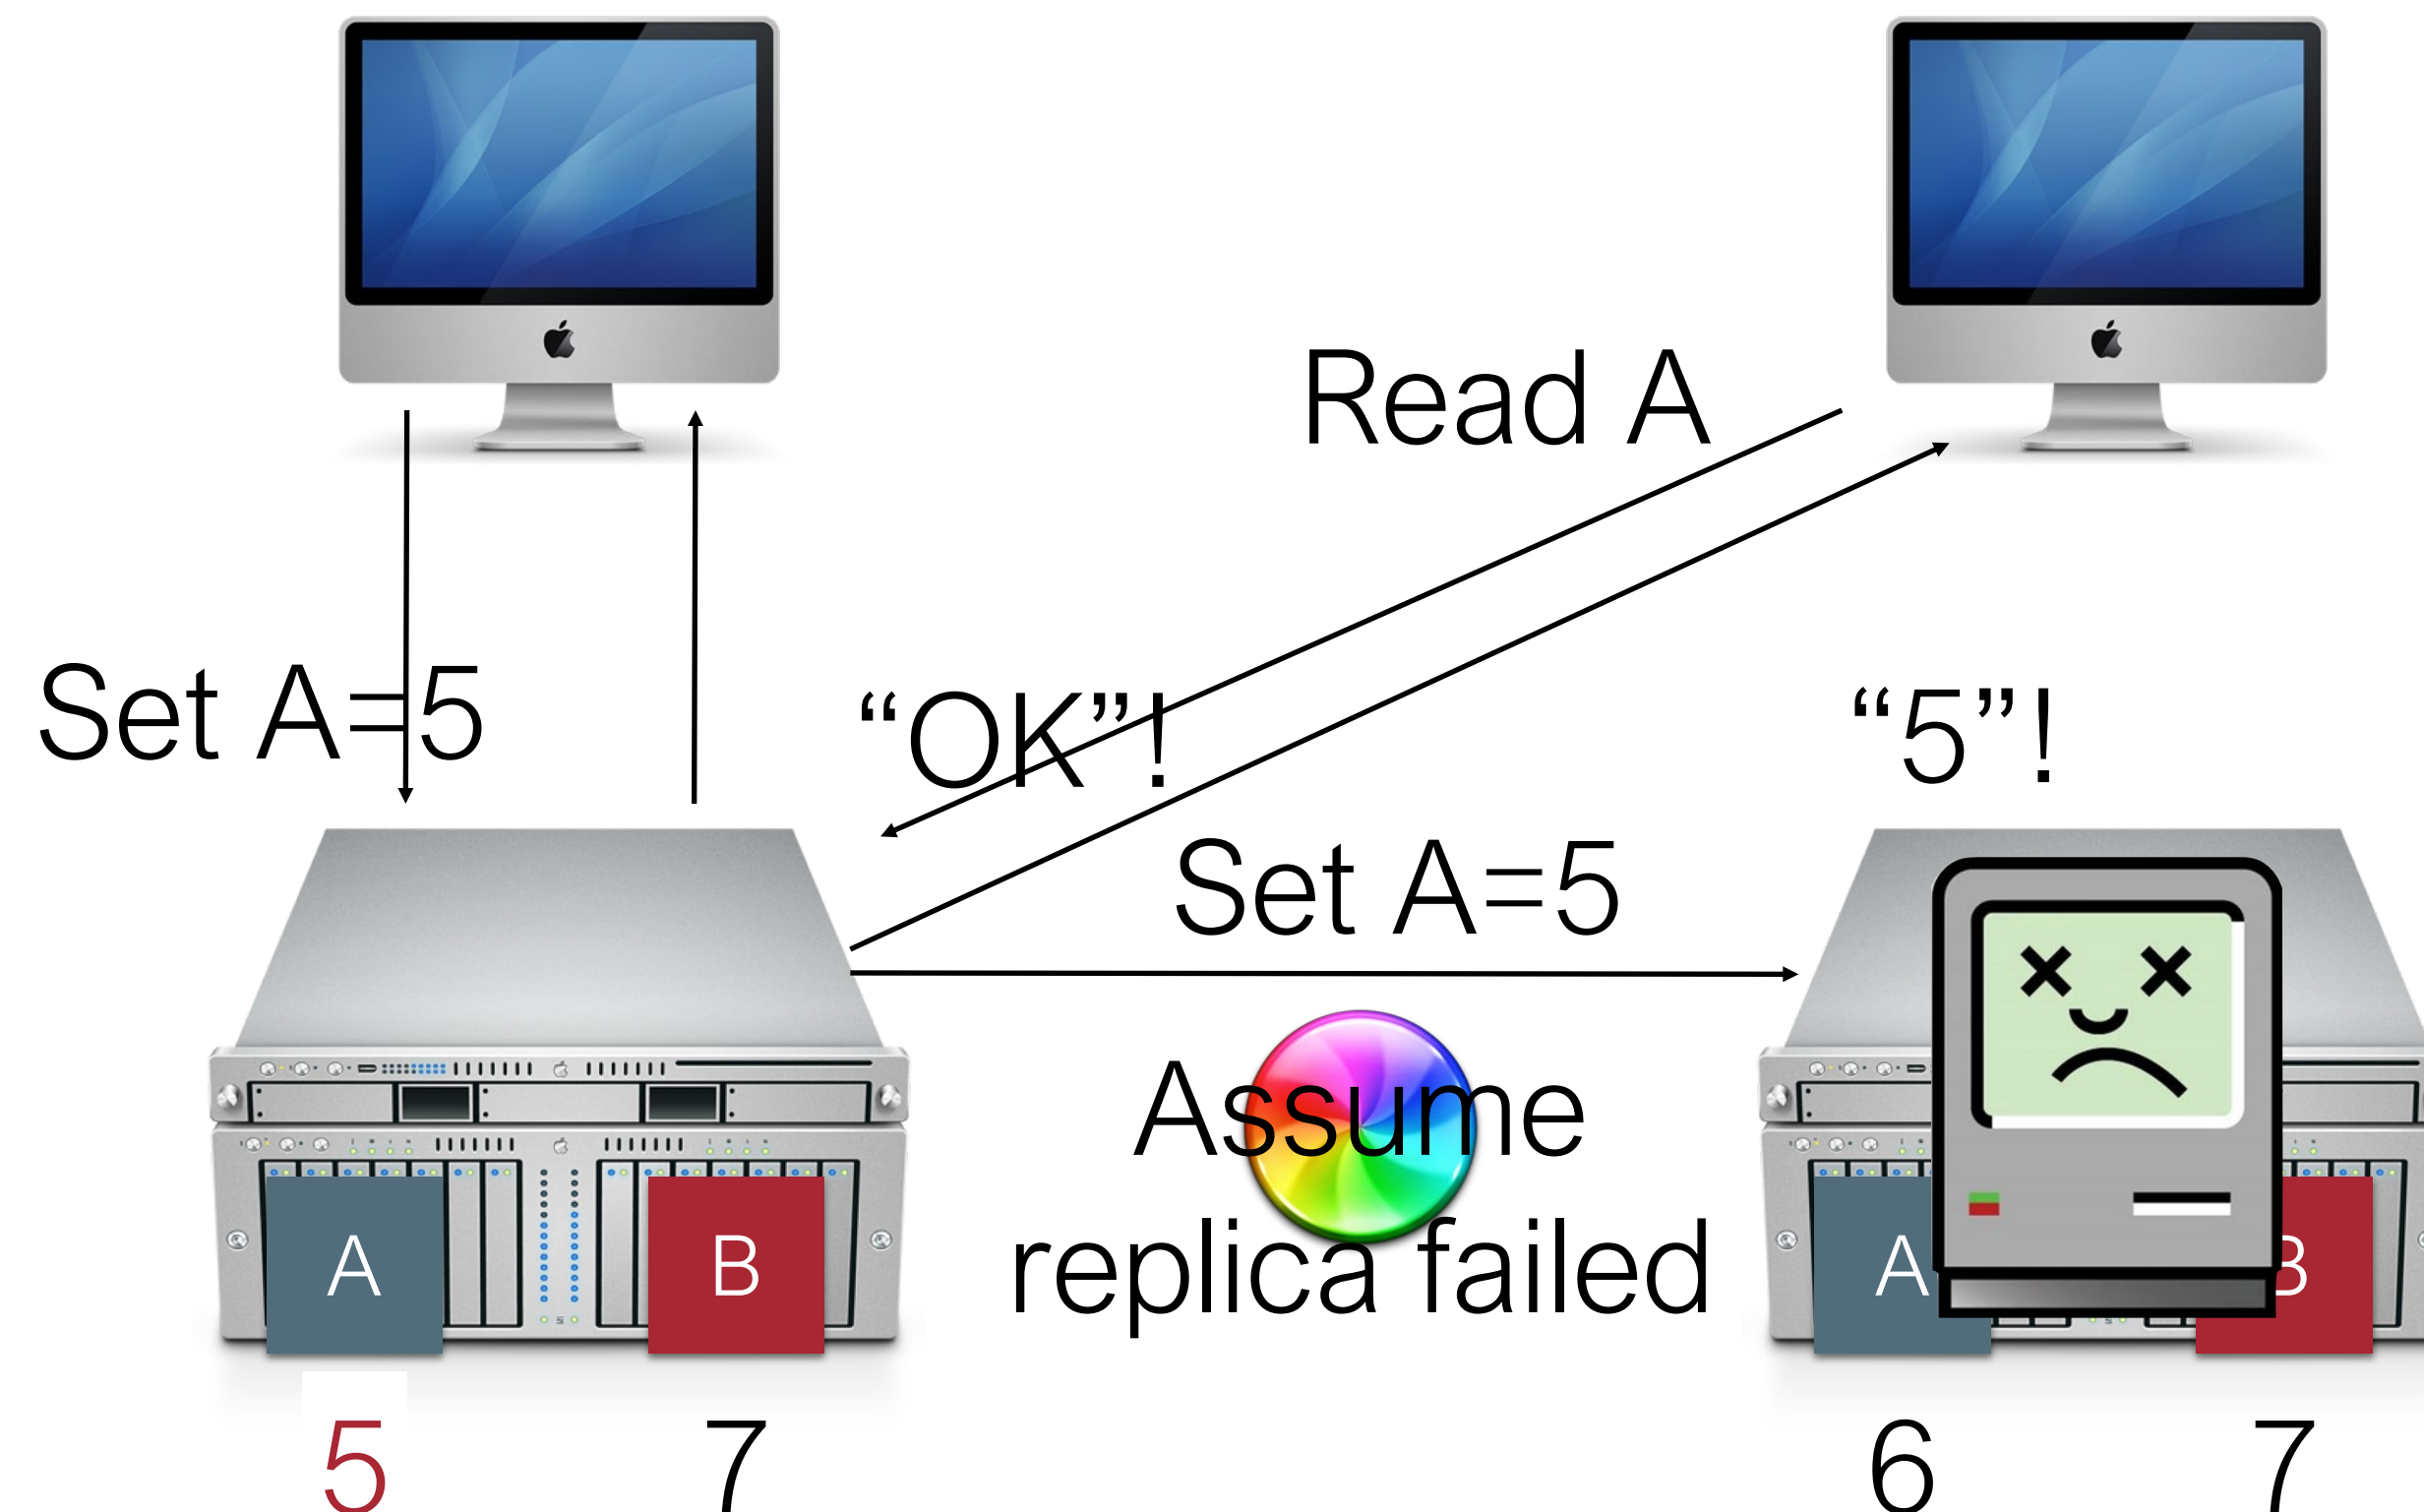 Read A
Set A=5
“OK”!
“5”!
Set A=5
Assume
replica failed
A
B
A
B
5
7
6
7